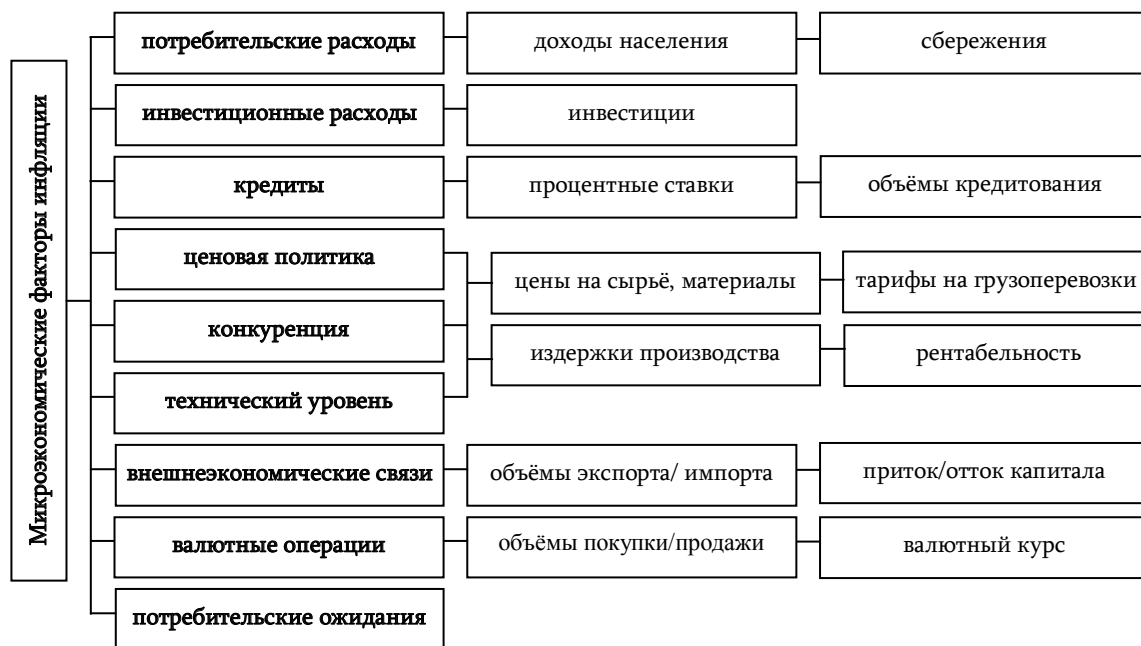 Микроэкономические факторы инфляции
потребительские расходы
доходы населения
сбережения
инвестиционные расходы
инвестиции
кредиты
процентные ставки
объёмы кредитования
ценовая политика
цены на сырьё, материалы
тарифы на грузоперевозки
конкуренция
издержки производства
рентабельность
технический уровень
внешнеэкономические связи
объёмы экспорта/ импорта
приток/отток капитала
валютные операции
объёмы покупки/продажи
валютный курс
потребительские ожидания